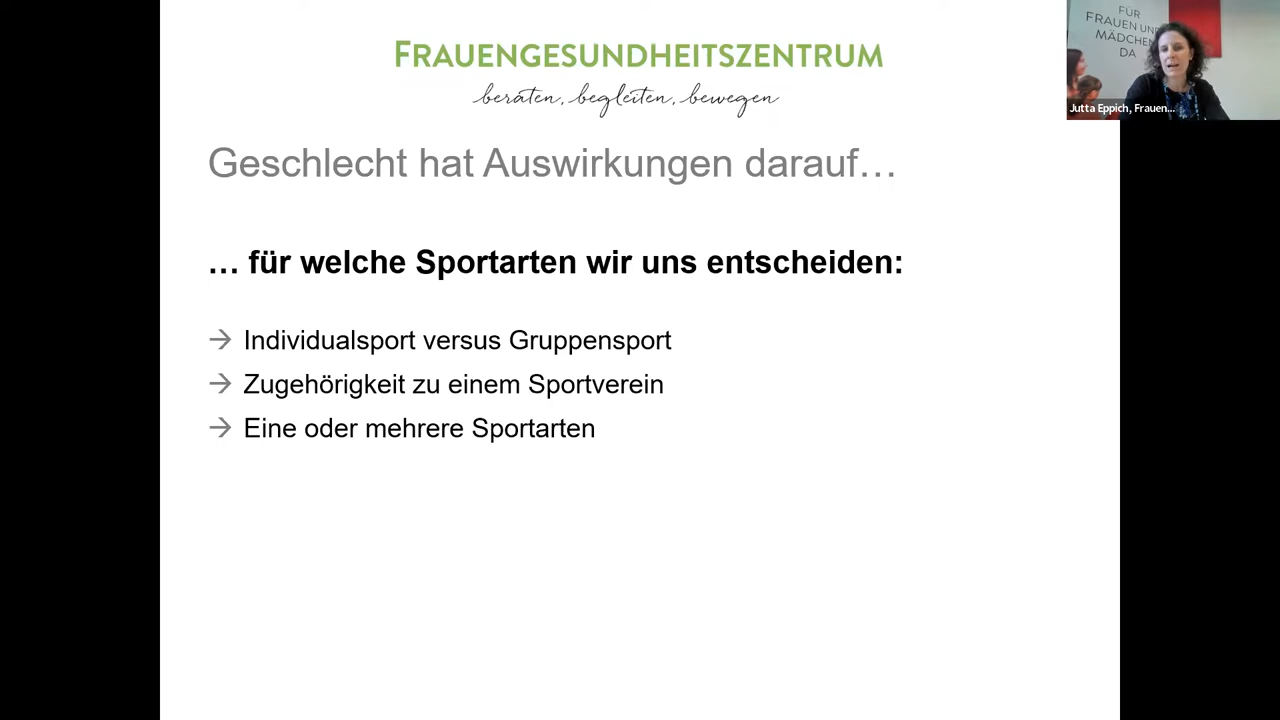 FRAUENGESUNDHEITSZENTRUM
beraten, begleiten, bewegen
Geschlecht hat Auswirkungen darauf…
… für welche Sportarten wir uns entscheiden:
→ Individualsport versus Gruppensport
→ Zugehörigkeit zu einem Sportverein
→ Eine oder mehrere Sportarten
FÜR
FRAUEN UND
MÄDCHEN
DA
Jutta Eppich, Frauen...